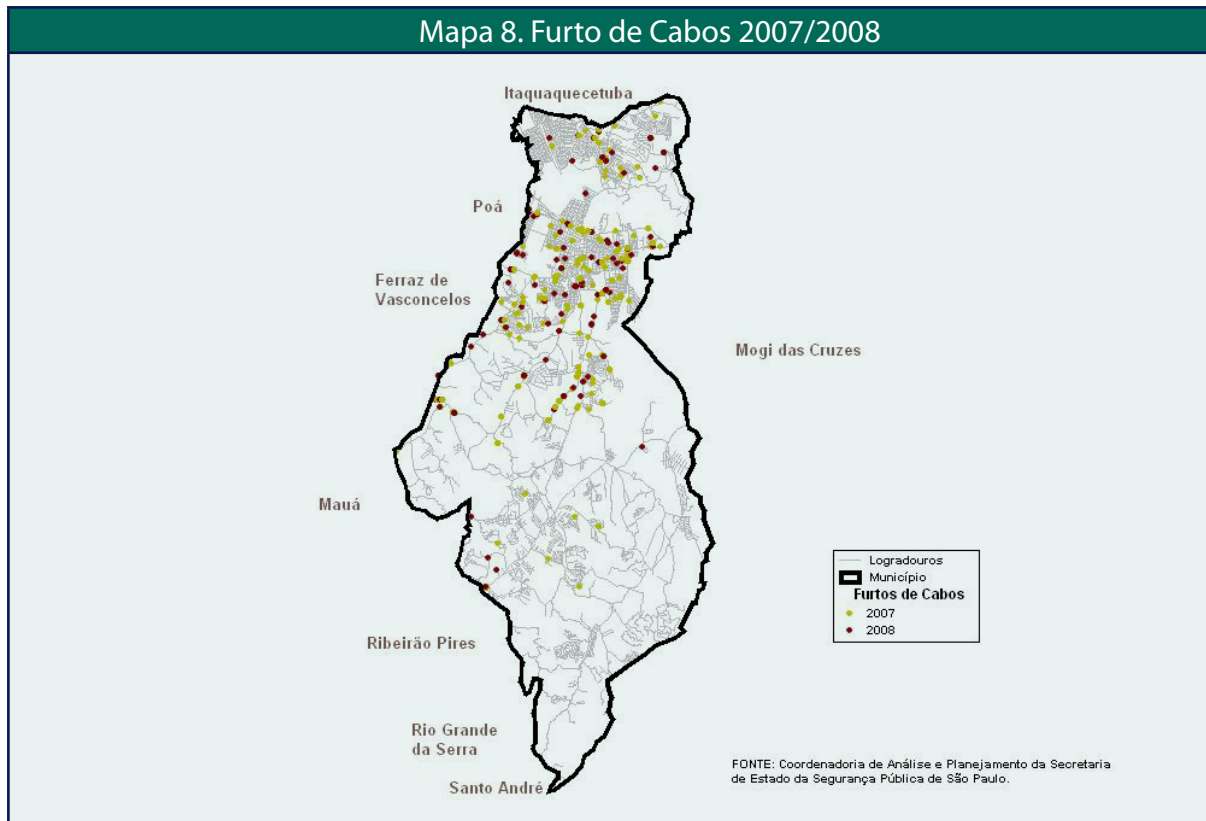 Mapa 8. Furto de Cabos 2007/2008
Itaquaquecetuba
Poá
Ferraz de
Vasconcelos
Mogi das Cruzes
Mauá
Logradouros
Município
Furtos de Cabos
2007
2008
Ribeirão Pires
Rio Grande
da Serra
Santo André
FONTE: Coordenadoria de Análise e Planejamento da Secretaria
de Estado da Segurança Pública de São Paulo.